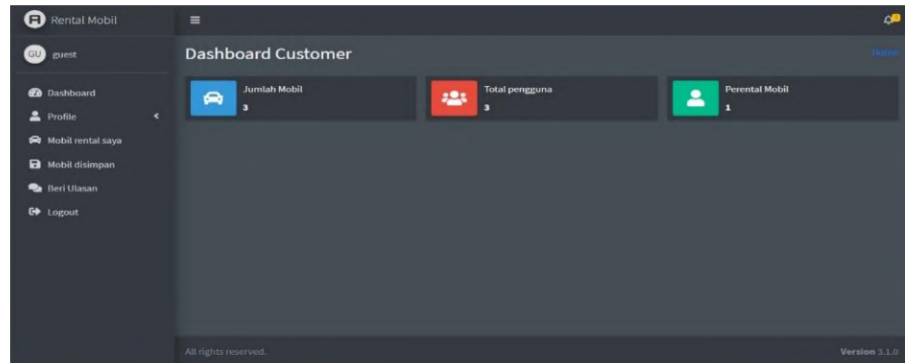 Rental Mobil
GU guest
Dashboard
Profile
Mobil rental saya
Mobil disimpan
Beri Ulasan
Logout
Dashboard Customer
Home
Jumlah Mobil
3
Total pengguna
3
Perental Mobil
1
All rights reserved.
Version 3.1.0